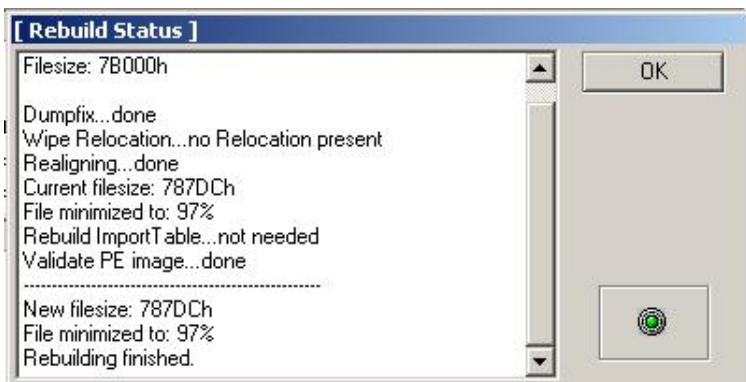 [ Rebuild Status ]
Filesize: 7B000h
OK
Dumpfix...done
Wipe Relocation...no Relocation present
Realigning...done
Current filesize: 787DCh
File minimized to: 97%
Rebuild ImportTable...not needed
Validate PE image...done
--------------------------------------------------
New filesize: 787DCh
File minimized to: 97%
Rebuilding finished.